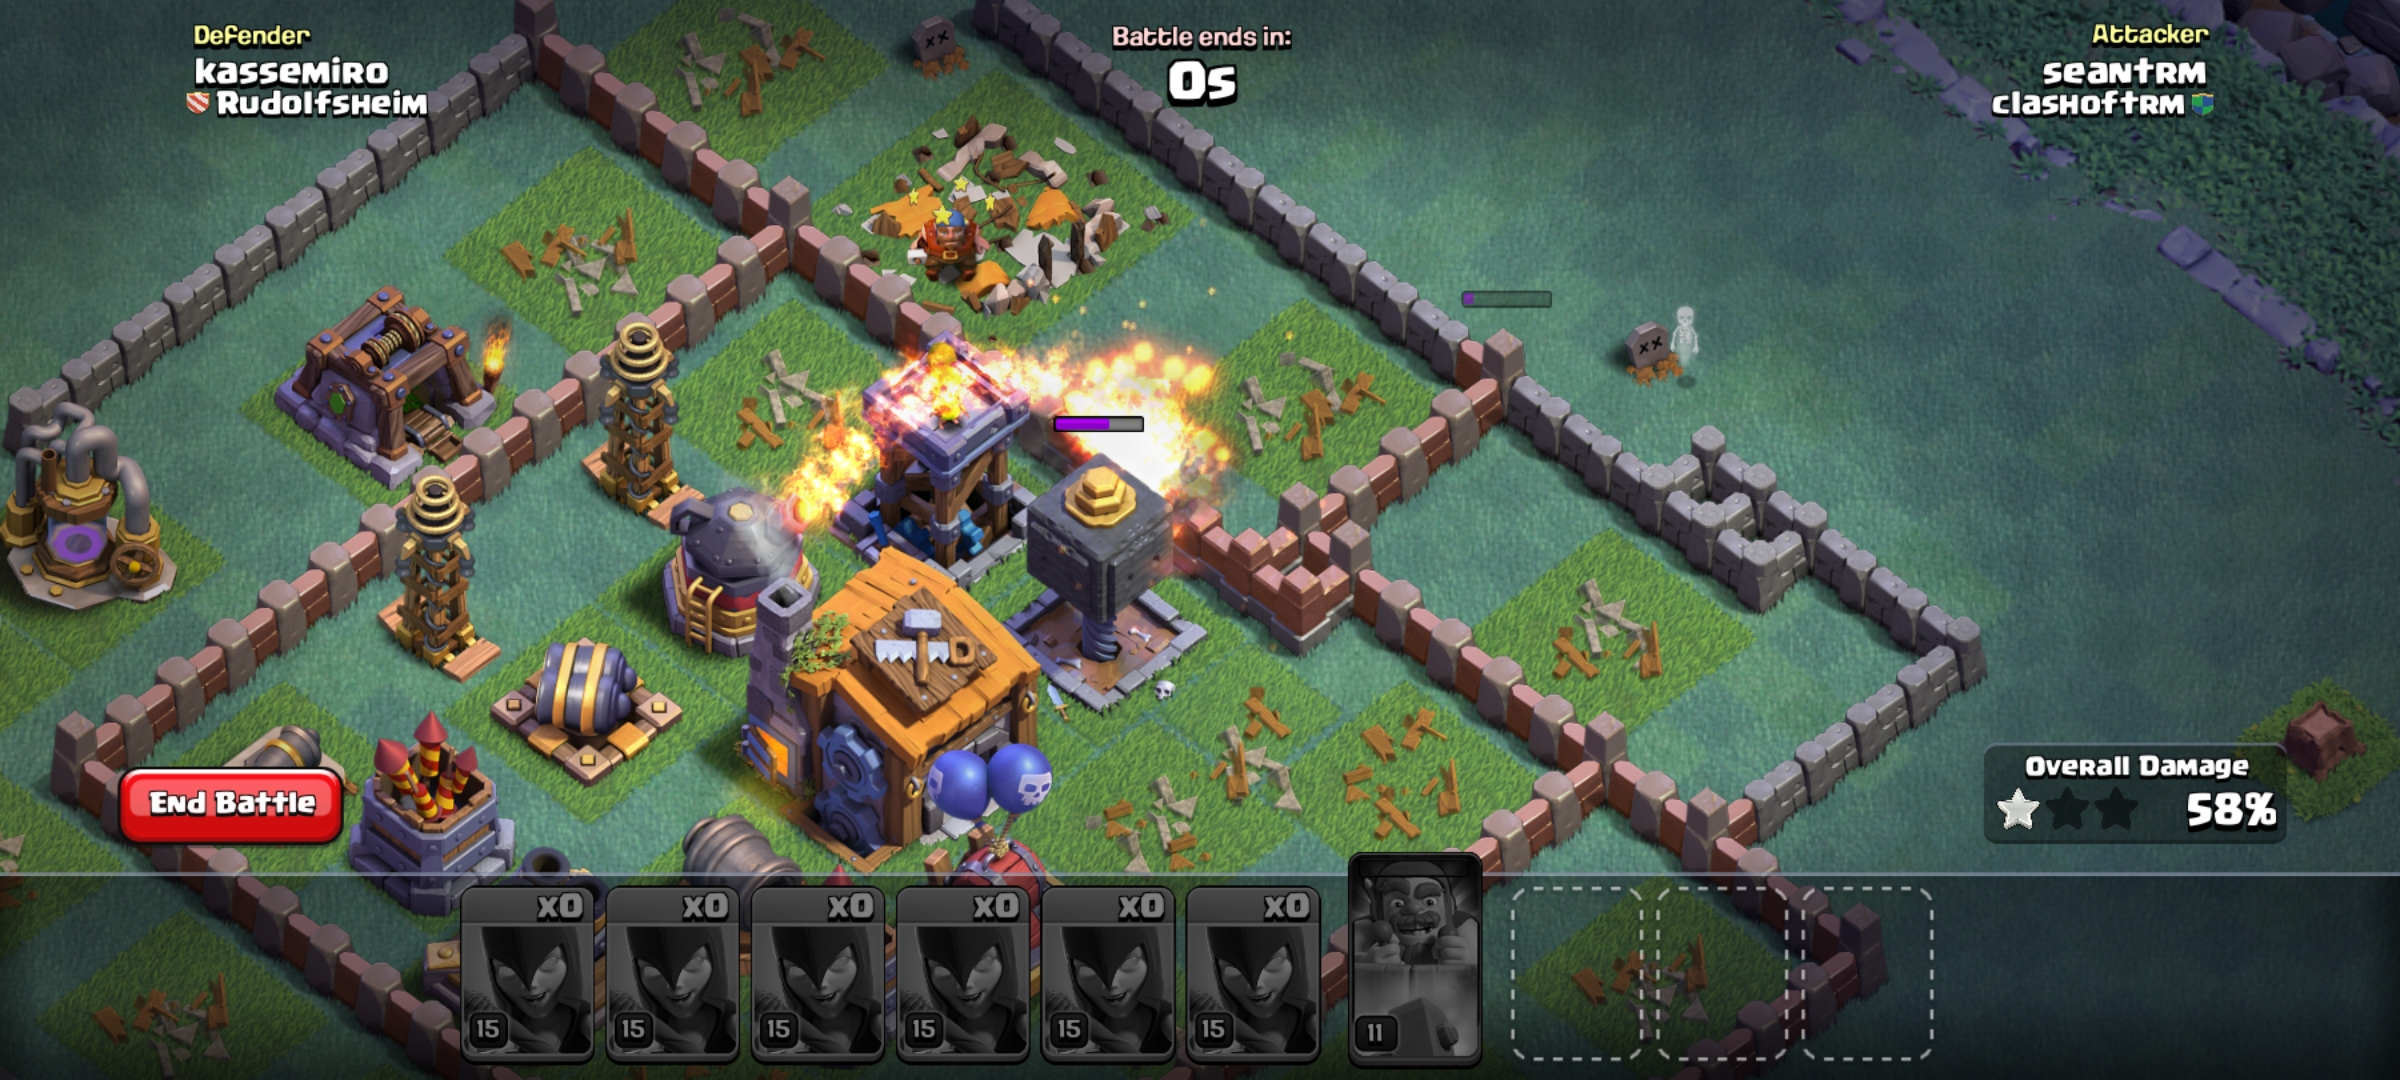 Defender
kassemiro
Rudolfsheim
Battle ends in:
0s
Attacker
seantrm
clashoftrm
End Battle
Overall Damage
58%
x0
x0
x0
x0
x0
x0
15
15
15
15
15
15
11